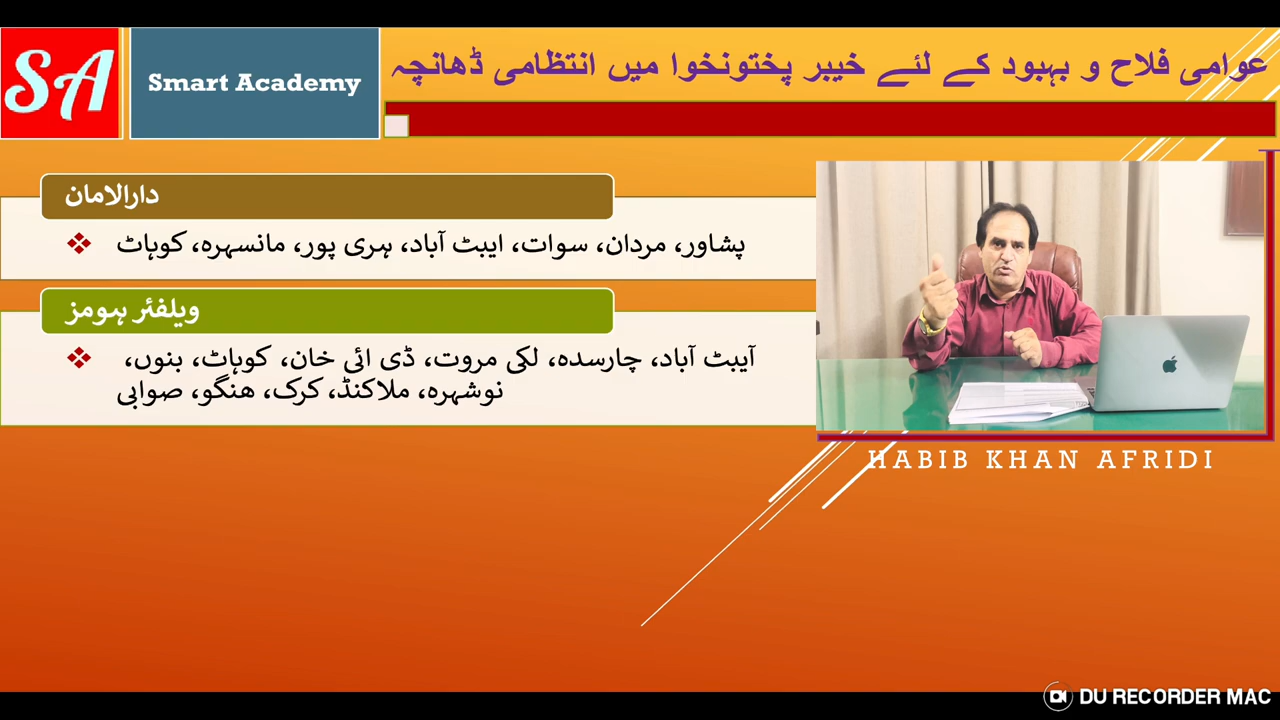 SA
Smart Academy
عوامی فلاح و بہبود کے لئے خیبر پختونخوا میں انتظامی ڈھانچہ
دارالامان
پشاور، مردان، سوات، ایبٹ آباد، ہری پور، مانسہرہ، کوہاٹ
ویلفئر ہومز
آیبٹ آباد، چارسدہ، لکی مروت، ڈی ائی خان، کوہاٹ، بنوں،
نوشہرہ، ملاکنڈ، کرک، ھنگو، صوابی
HABIB KHAN AFRIDI
DU RECORDER MAC